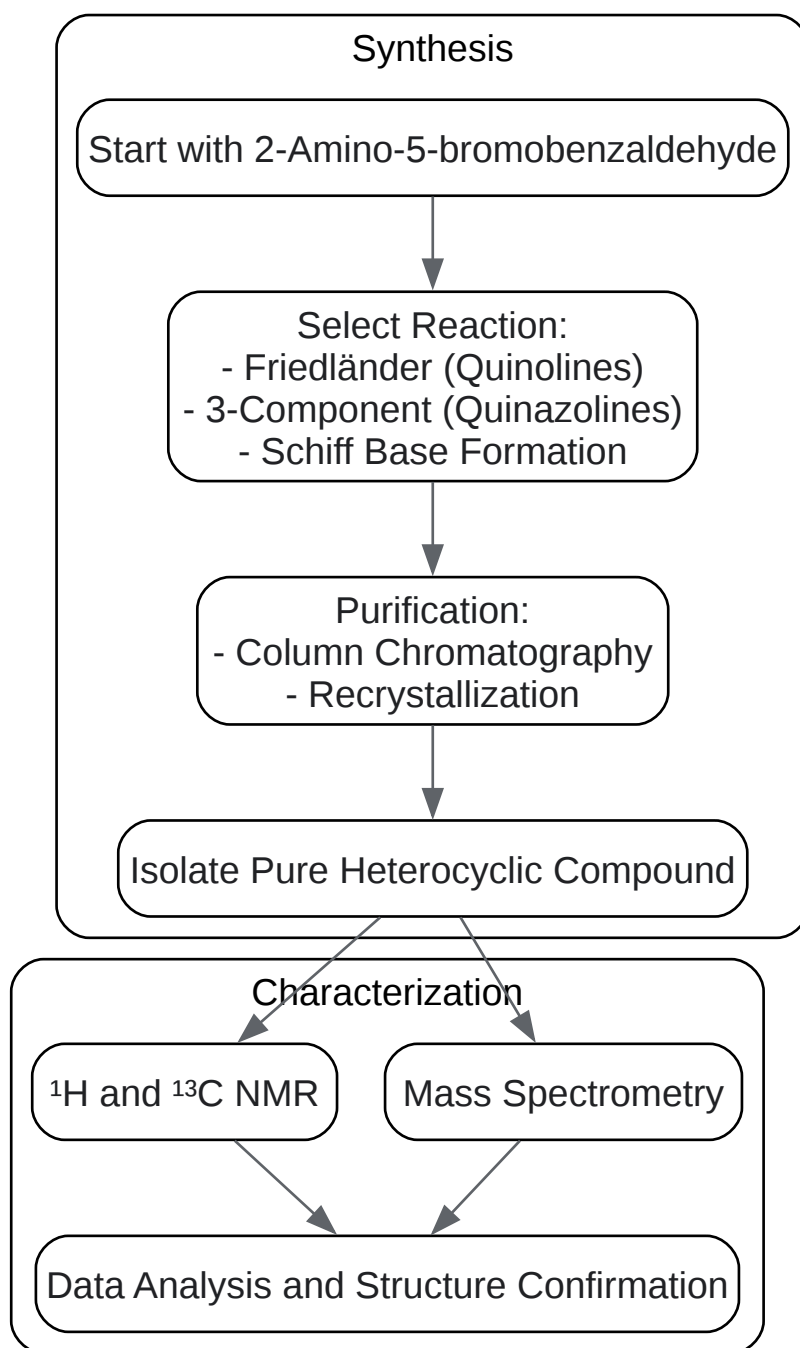 Synthesis
Start with 2-Amino-5-bromobenzaldehyde
Select Reaction:
- Friedländer (Quinolines)
- 3-Component (Quinazolines)
- Schiff Base Formation
Purification:
- Column Chromatography
- Recrystallization
Isolate Pure Heterocyclic Compound
Characterization
¹H and ¹³C NMR
Mass Spectrometry
Data Analysis and Structure Confirmation